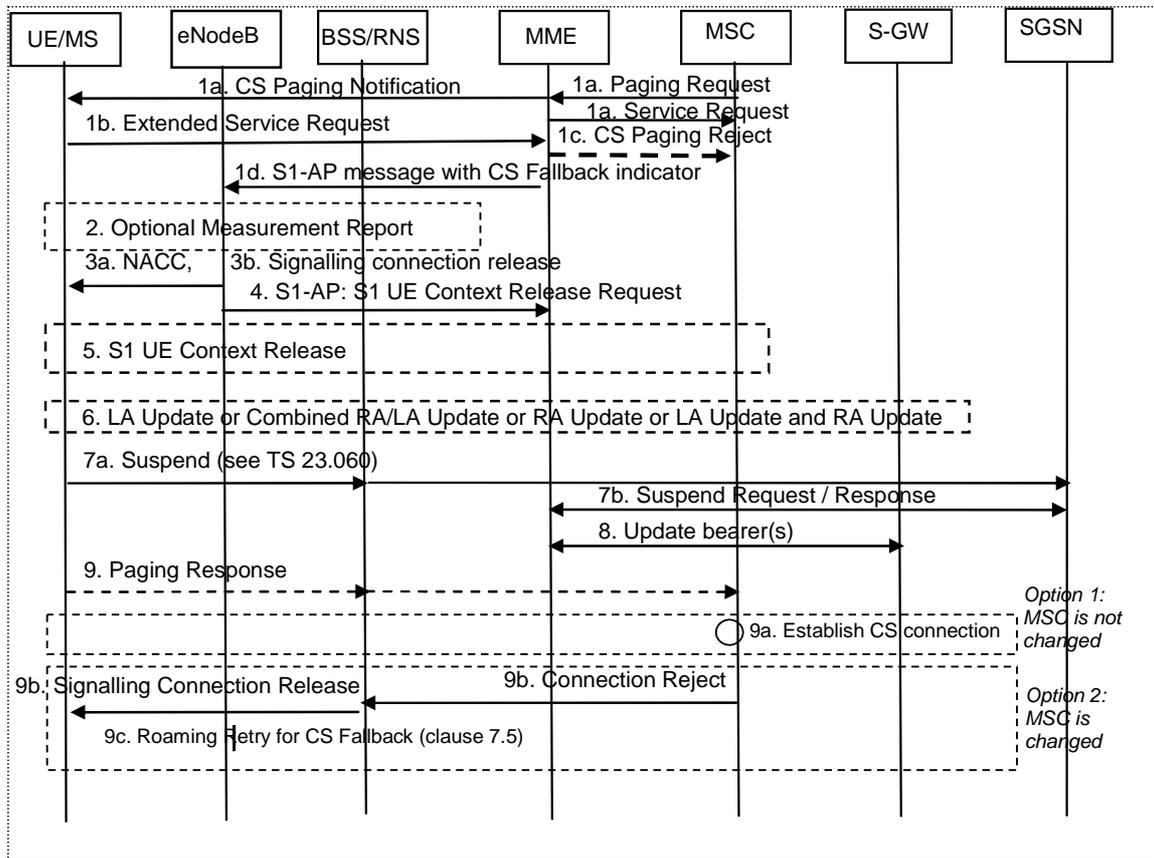 UE/MS
eNodeB
BSS/RNS
MME
MSC
S-GW
SGSN
1a. CS Paging Notification
1a. Paging Request
1a. Service Request
1b. Extended Service Request
1c. CS Paging Reject
1d. S1-AP message with CS Fallback indicator
2. Optional Measurement Report
3a. NACC,
3b. Signalling connection release
4. S1-AP: S1 UE Context Release Request
5. S1 UE Context Release
6. LA Update or Combined RA/LA Update or RA Update or LA Update and RA Update
7a. Suspend (see TS 23.060)
7b. Suspend Request / Response
8. Update bearer(s)
9. Paging Response
Option 1:
MSC is not
changed
9a. Establish CS connection
9b. Signalling Connection Release
9b. Connection Reject
Option 2:
MSC is
changed
9c. Roaming Retry for CS Fallback (clause 7.5)